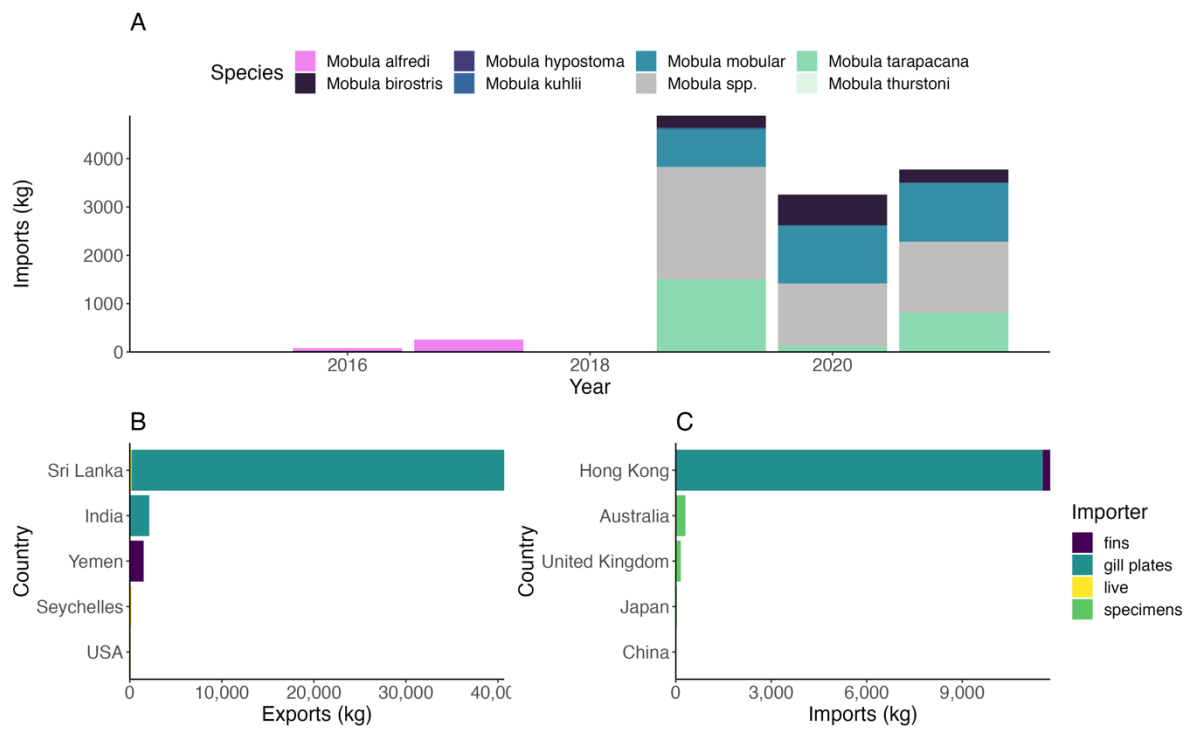 A
Species
Mobula alfredi
Mobula hypostoma
Mobula mobular
Mobula tarapacana
Mobula birostris
Mobula kuhlii
Mobula spp.
Mobula thurstoni
Imports (kg)
4000
3000
2000
1000
0
2016
2018
2020
Year
B
Country
Sri Lanka
India
Yemen
Seychelles
USA
0
10,000
20,000
30,000
40,00
Exports (kg)
C
Country
Hong Kong
Australia
United Kingdom
Japan
China
0
3,000
6,000
9,000
Imports (kg)
Importer
fins
gill plates
live
specimens